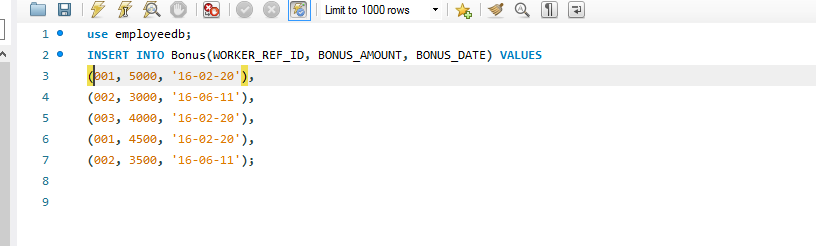 Limit to 1000 rows
1 use employeedb;
2 INSERT INTO Bonus(WORKER_REF_ID, BONUS_AMOUNT, BONUS_DATE) VALUES
3 (001, 5000, '16-02-20'),
4 (002, 3000, '16-06-11'),
5 (003, 4000, '16-02-20'),
6 (001, 4500, '16-02-20'),
7 (002, 3500, '16-06-11');
8
9